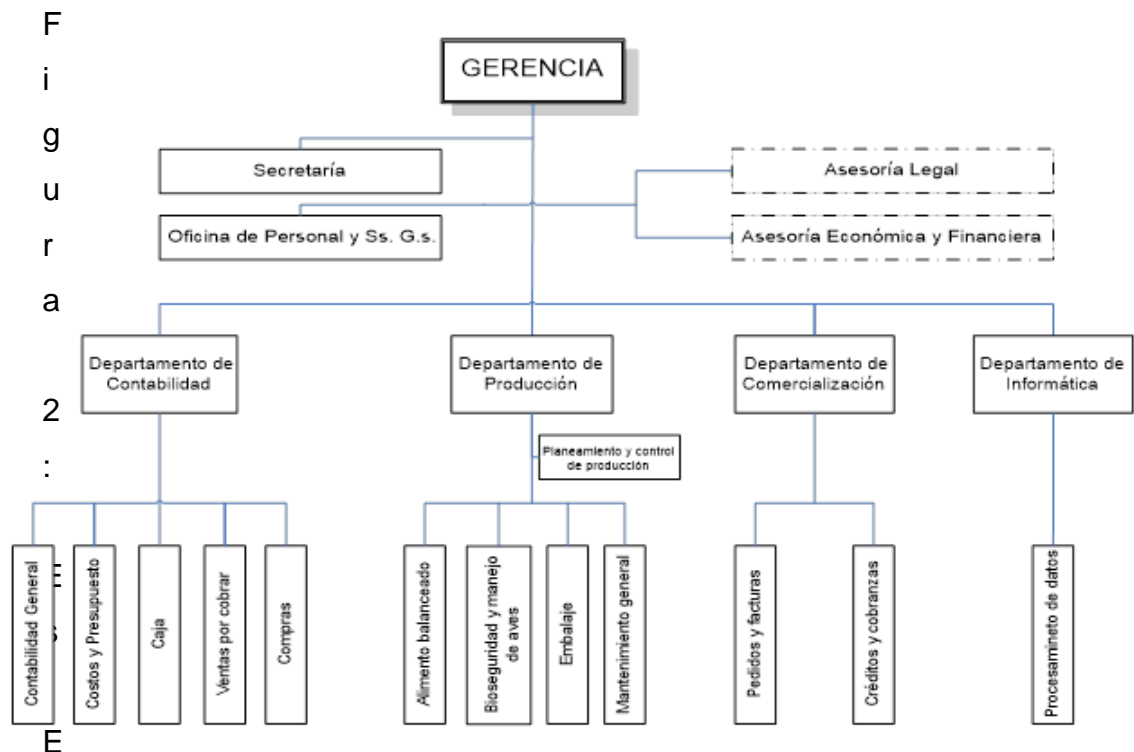 F
i
g
u
r
a
2
:
E
E
GERENCIA
Secretaría
Asesoría Legal
Oficina de Personal y Ss. G.s.
Asesoría Económica y Financiera
Departamento de
Contabilidad
Departamento de
Producción
Departamento de
Comercialización
Departamento de
Informática
Planeamiento y control
de producción
Contabilidad General
Costos y Presupuesto
Caja
Ventas por cobrar
Compras
Alimento balanceado
Bioseguridad y manejo
de aves
Embalaje
Mantenimiento general
Pedidos y facturas
Créditos y cobranzas
Procesamineto de datos